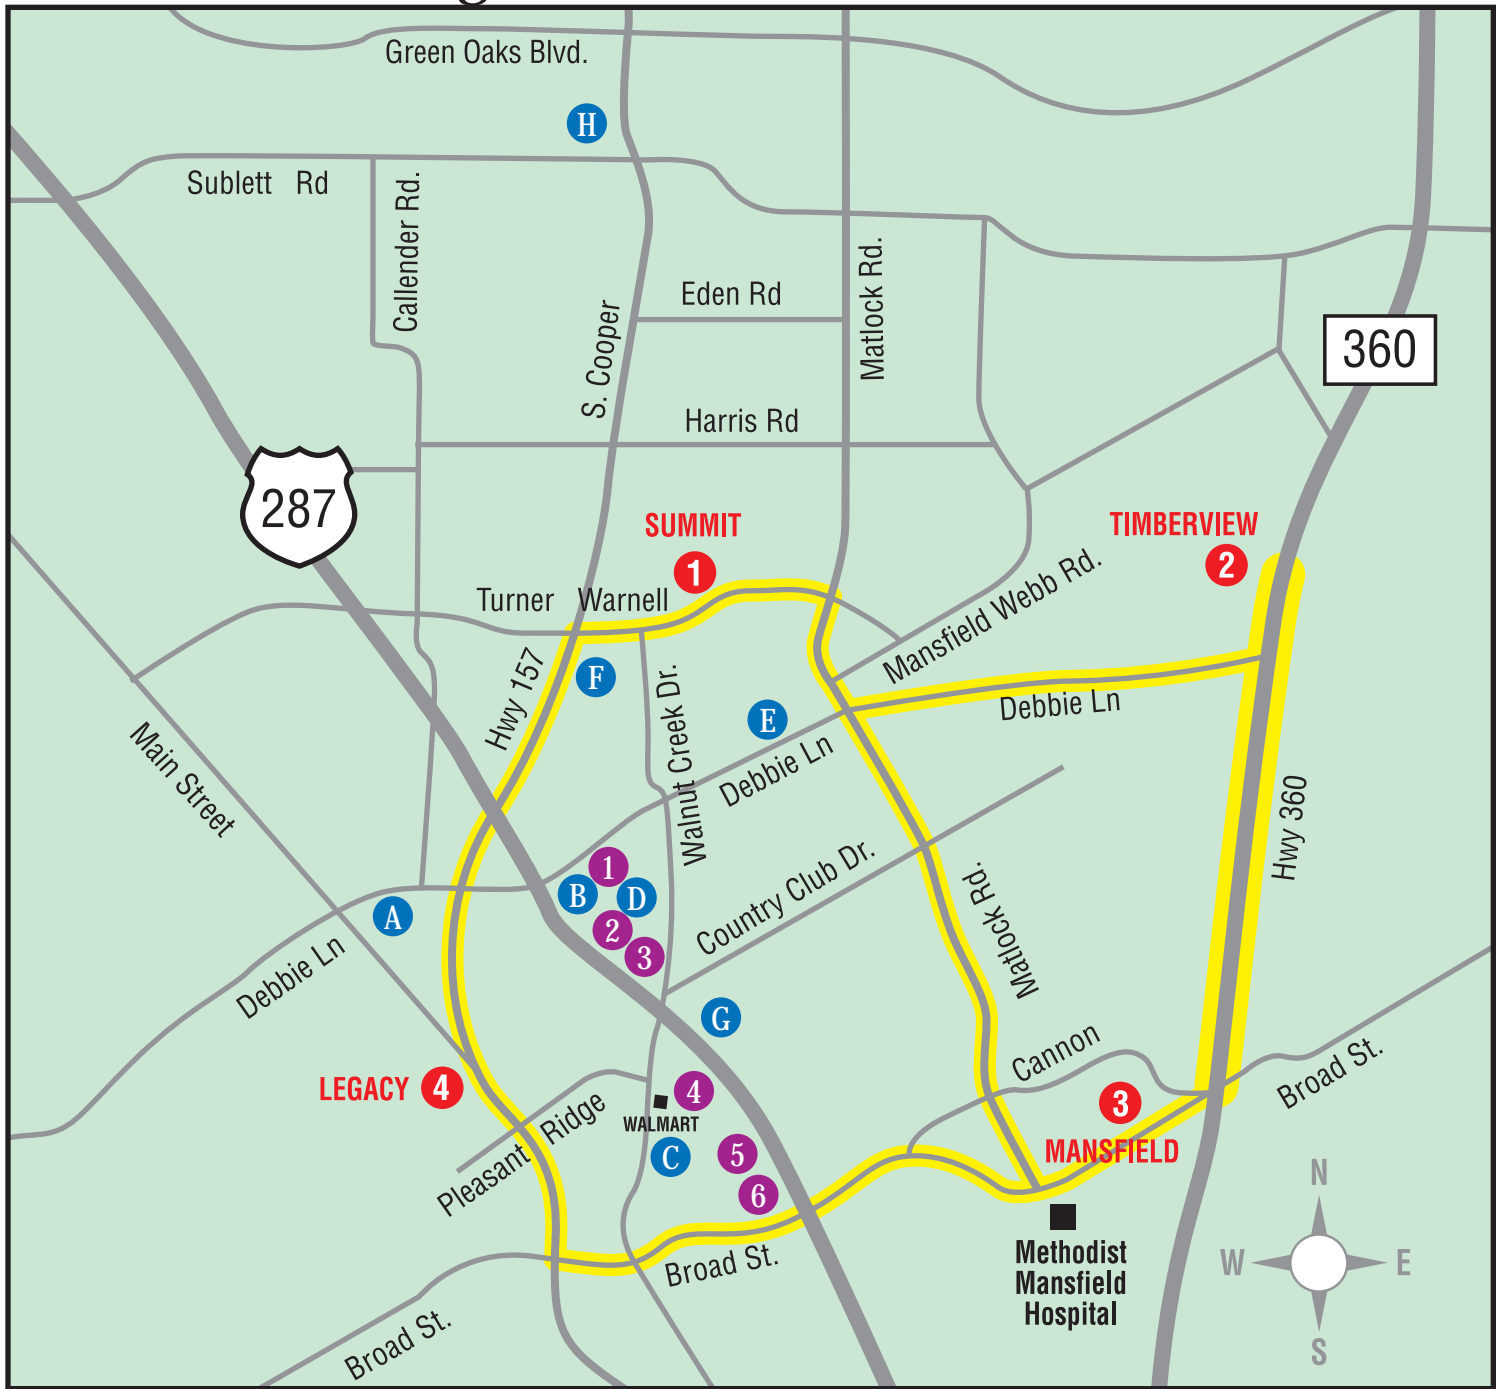 g
Green Oaks Blvd.
H
Sublett Rd
Callender Rd.
Eden Rd
Matlock Rd.
S. Cooper
360
Harris Rd
287
SUMMIT
1
TIMBERVIEW
2
Turner Warnell
Mansfield Webb Rd.
Hwy 157
F
Walnut Creek Dr.
E
Debbie Ln
Debbie Ln
Main Street
Hwy 360
1
B
D
2
3
A
Country Club Dr.
Matlock Rd.
Debbie Ln
G
Cannon
LEGACY 4
Pleasant Ridge
4
WALMART
C
5
6
3
MANSFIELD
Broad St.
Broad St.
Broad St.
Methodist
Mansfield
Hospital
N
W
E
S